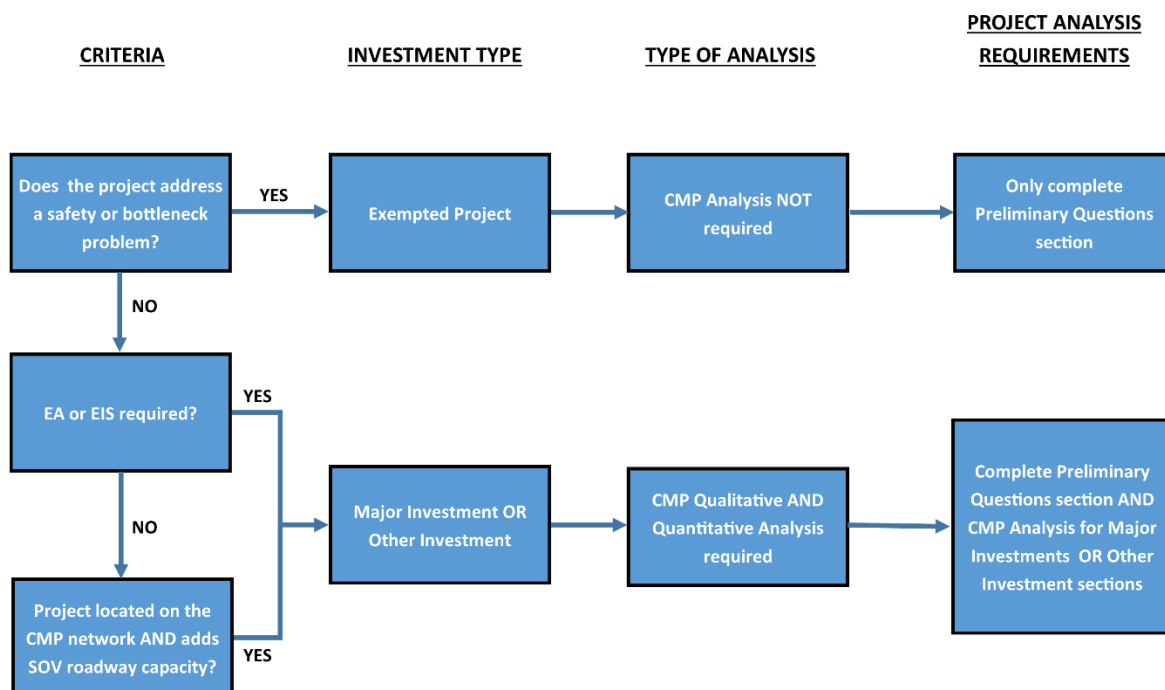 CRITERIA
INVESTMENT TYPE
TYPE OF ANALYSIS
PROJECT ANALYSIS
REQUIREMENTS
Does the project address
a safety or bottleneck
problem?
YES
Exempted Project
CMP Analysis NOT
required
Only complete
Preliminary Questions
section
NO
EA or EIS required?
YES
Major Investment OR
Other Investment
CMP Qualitative AND
Quantitative Analysis
required
Complete Preliminary
Questions section AND
CMP Analysis for Major
Investments OR Other
Investment sections
NO
Project located on the
CMP network AND adds
SOV roadway capacity?
YES